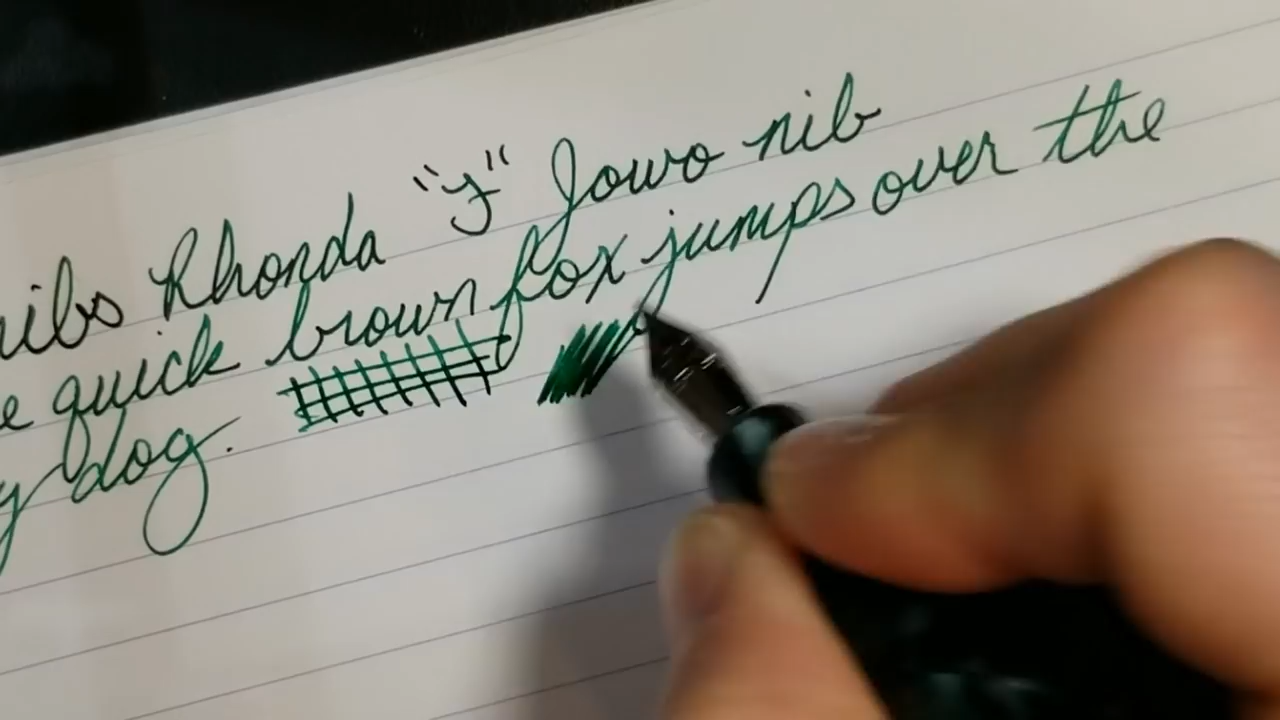 nibs Rhonda "y" Jowo nib
e quick brown fox jumps over the
y dog.